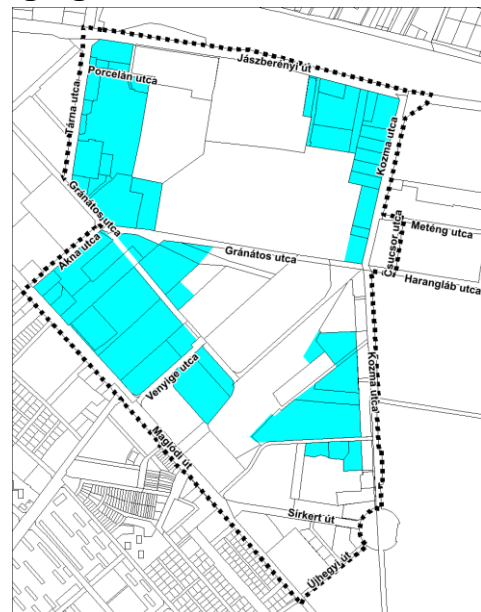 Jászberényi út
Porcelán utca
Tárna utca
Kozma utca
Gránátos utca
Meténg utca
Csucsor utca
Akna utca
Gránátos utca
Harangláb utca
Venyige utca
Kozma utca
Maglódi út
Sírkert út
Újhegyi út